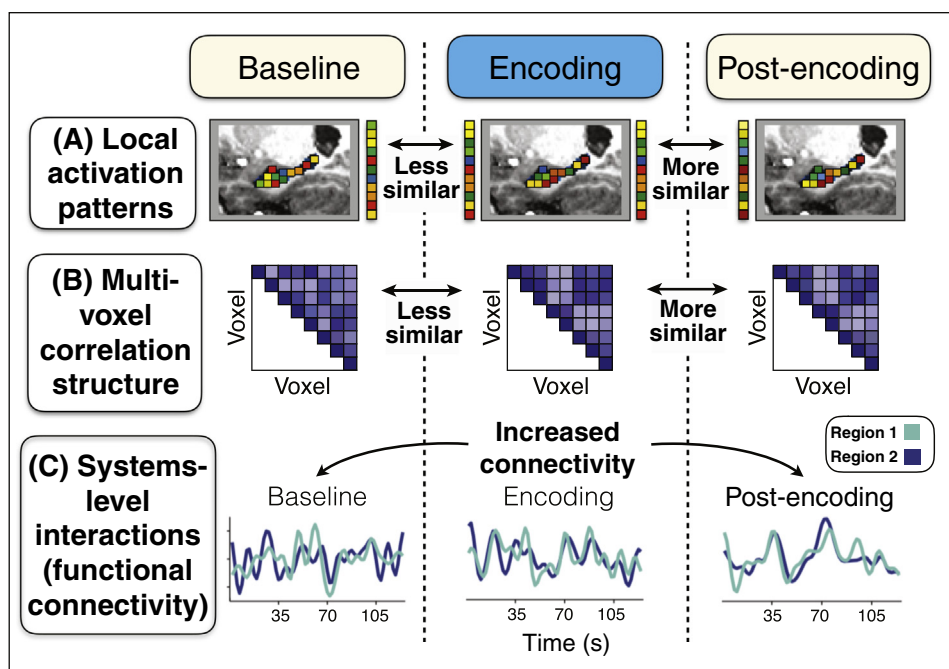 Baseline
Encoding
Post-encoding
(A) Local
activation
patterns
Less
similar
More
similar
(B) Multi-
voxel
correlation
structure
Voxel
Voxel
Less
similar
Voxel
Voxel
More
similar
Voxel
Voxel
(C) Systems-
level
interactions
(functional
connectivity)
Increased
connectivity
Region 1
Region 2
Baseline
Encoding
Post-encoding
35 70 105
35 70 105
35 70 105
Time (s)